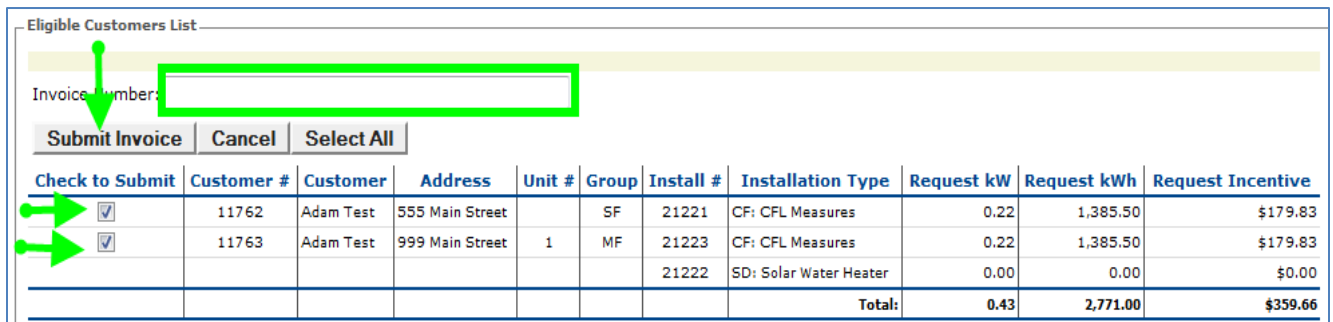 Eligible Customers List
Invoice Number:
Submit Invoice Cancel Select All
Check to Submit Customer # Customer Address Unit # Group Install # Installation Type Request kW Request kWh Request Incentive
11762 Adam Test 555 Main Street SF 21221 CF: CFL Measures 0.22 1,385.50 $179.83
11763 Adam Test 999 Main Street 1 MF 21223 CF: CFL Measures 0.22 1,385.50 $179.83
21222 SD: Solar Water Heater 0.00 0.00 $0.00
Total: 0.43 2,771.00 $359.66